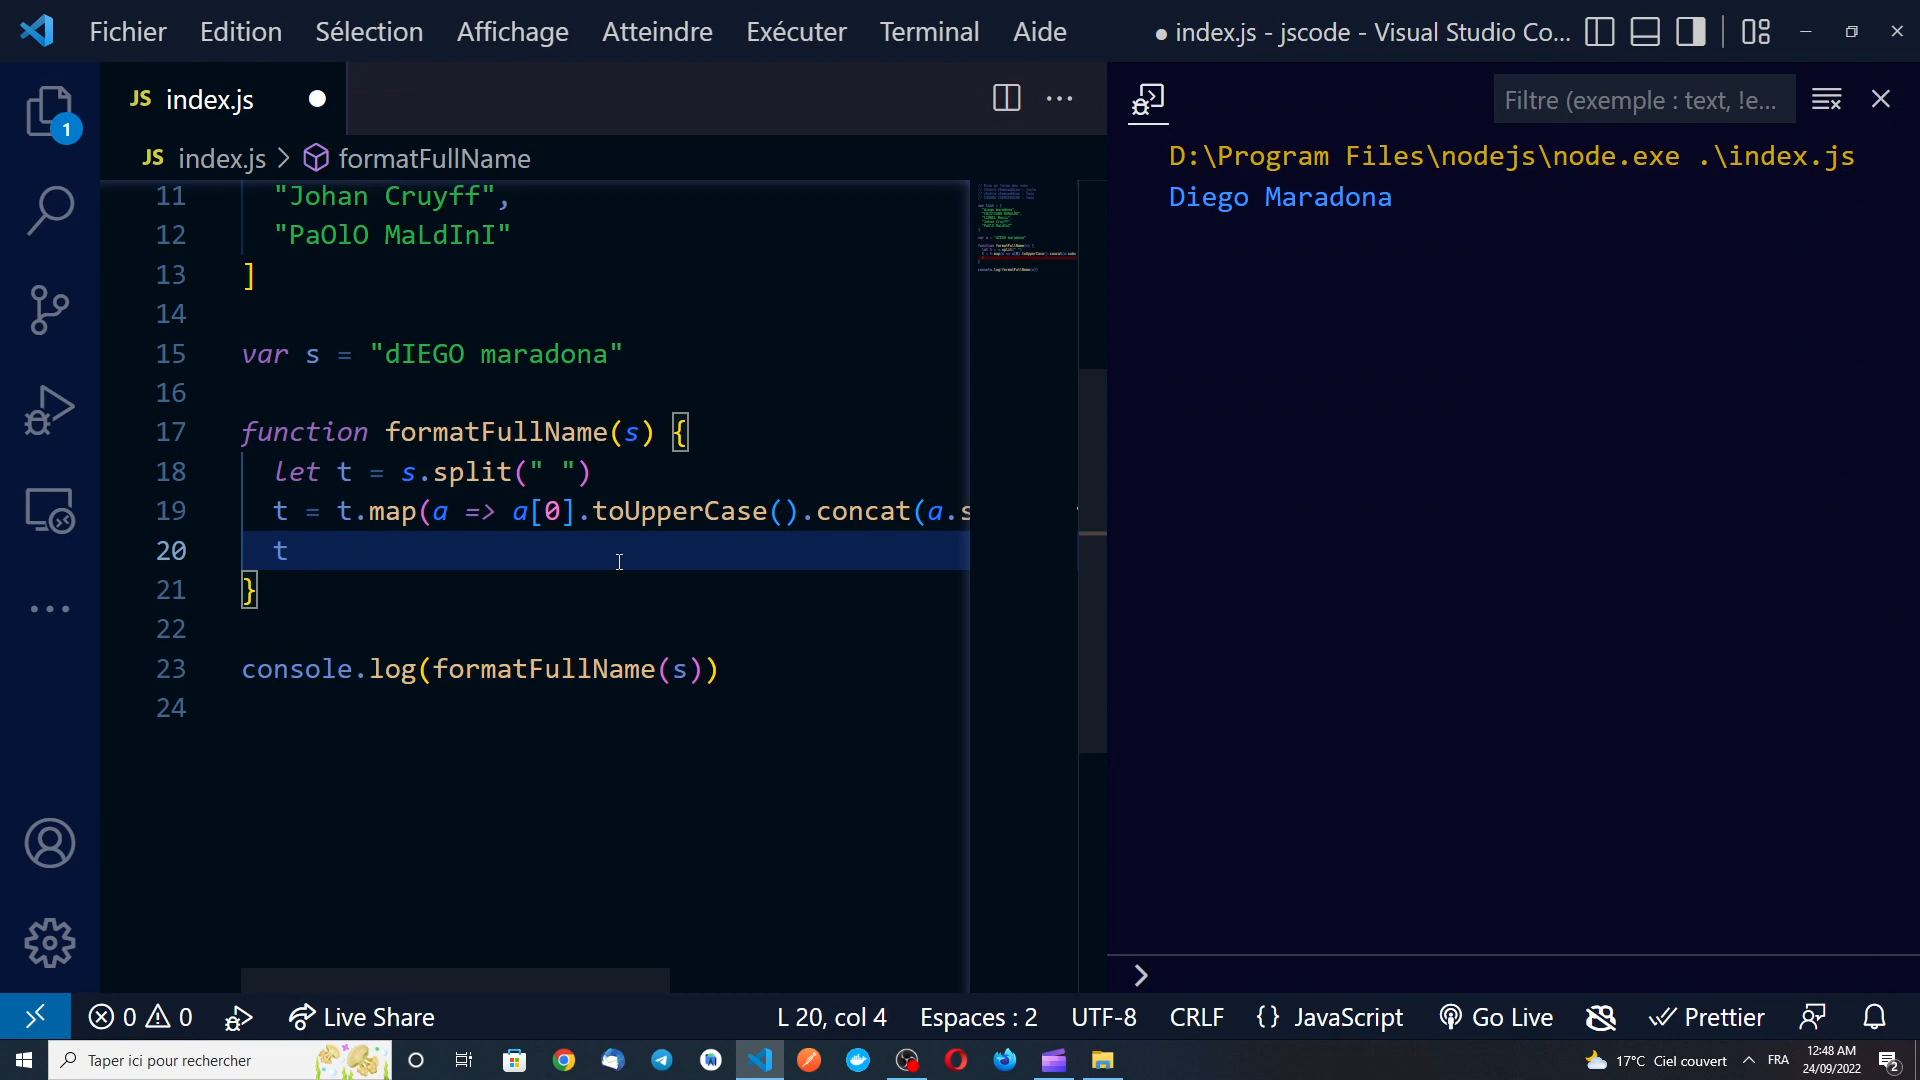 Fichier Edition Sélection Affichage Atteindre Exécuter Terminal Aide
● index.js - jscode - Visual Studio Co...
JS index.js
JS index.js > formatFullName
11 "Johan Cruyff",
12 "PaOlO MaLdInI"
13 ]
14
15 var s = "dIEGO maradona"
16
17 function formatFullName(s) {
18 let t = s.split(" ")
19 t = t.map(a => a[0].toUpperCase().concat(a.s
20 t
21 }
22
23 console.log(formatFullName(s))
24
Filtre (exemple : text, !e...
D:\Program Files\nodejs\node.exe .\index.js
Diego Maradona
1
0 0 Live Share L 20, col 4 Espaces : 2 UTF-8 CRLF {} JavaScript Go Live Prettier
Taper ici pour rechercher
17°C Ciel couvert FRA
12:48 AM
24/09/2022
2